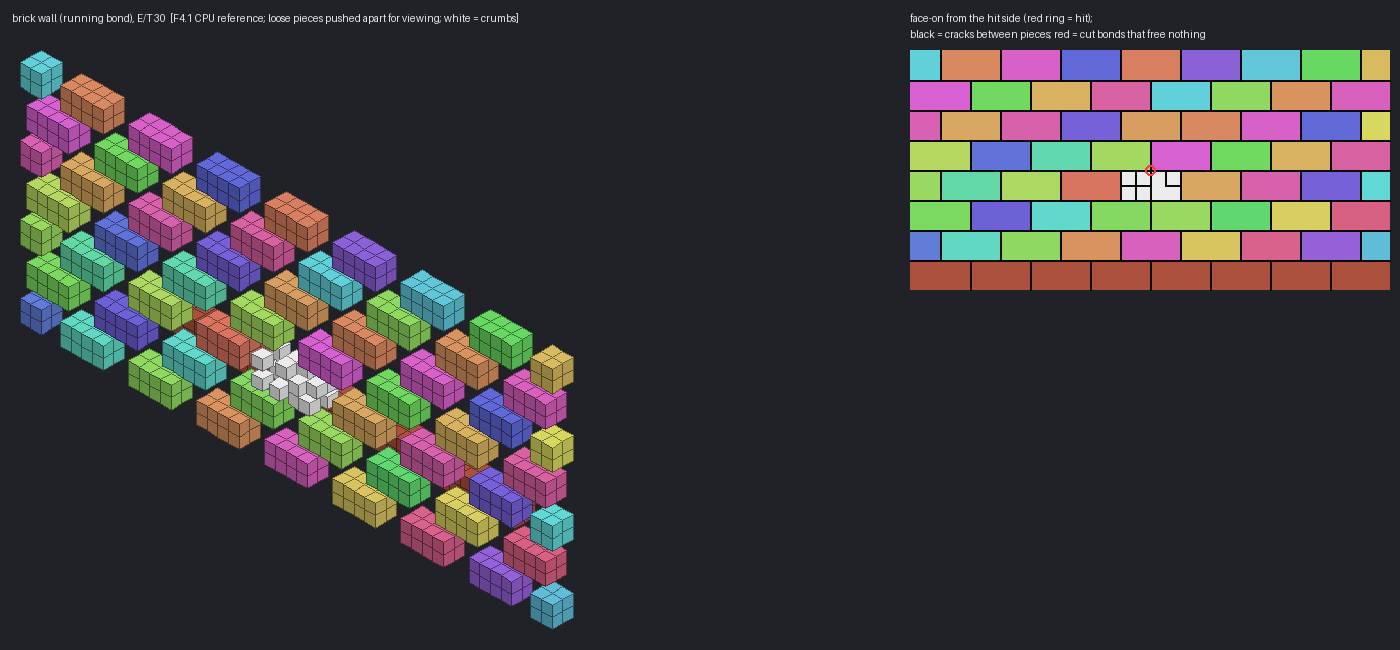 brick wall (running bond), E/T 30  [F4.1 CPU reference; loose pieces pushed apart for viewing; white = crumbs]
face-on from the hit side (red ring = hit);
black = cracks between pieces; red = cut bonds that free nothing